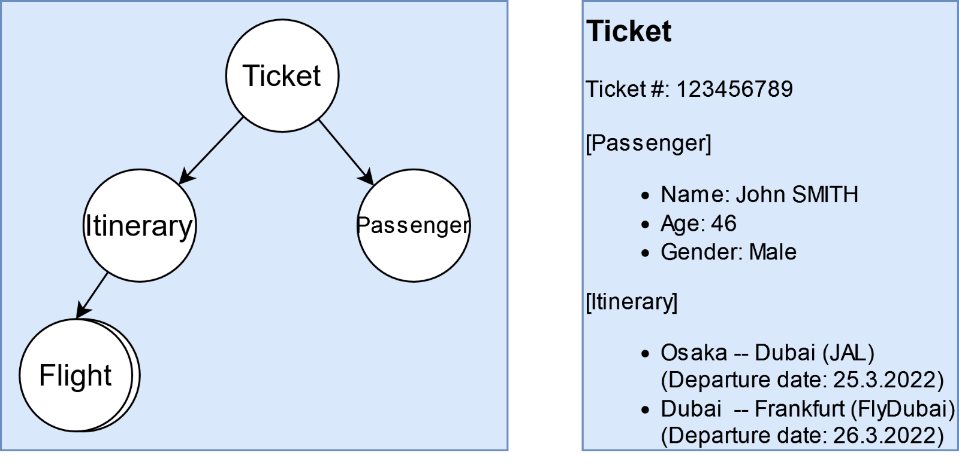 Ticket
Itinerary
Passenger
Flight
Ticket
Ticket #: 123456789
[Passenger]
• Name: John SMITH
• Age: 46
• Gender: Male
[Itinerary]
• Osaka -- Dubai (JAL)
(Departure date: 25.3.2022)
• Dubai  -- Frankfurt (FlyDubai)
(Departure date: 26.3.2022)